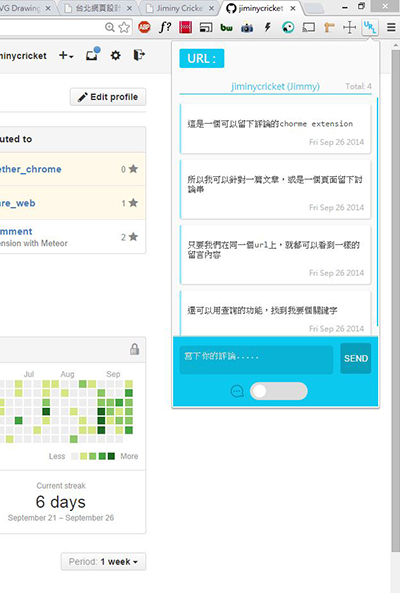 VG Drawing
台北網頁設計
Jiminy Cricke
jiminycricket
ABP
f?
bw
URL
jiminycricket
Edit profile
uted to
ether_chrome 0
are_web 1
mment 2
ension with Meteor
Jul Aug Sep
Less More
Current streak
6 days
September 21 – September 26
Period: 1 week
URL:
jiminycricket (Jimmy) Total: 4
這是一個可以留下評論的chorme extension
Fri Sep 26 2014
所以我可以針對一篇文章，或是一個頁面留下討
論串
Fri Sep 26 2014
只要我們在同一個url上，就都可以看到一樣的
留言內容
Fri Sep 26 2014
還可以用查詢的功能，找到我要個關鍵字
Fri Sep 26 2014
寫下你的評論.....
SEND